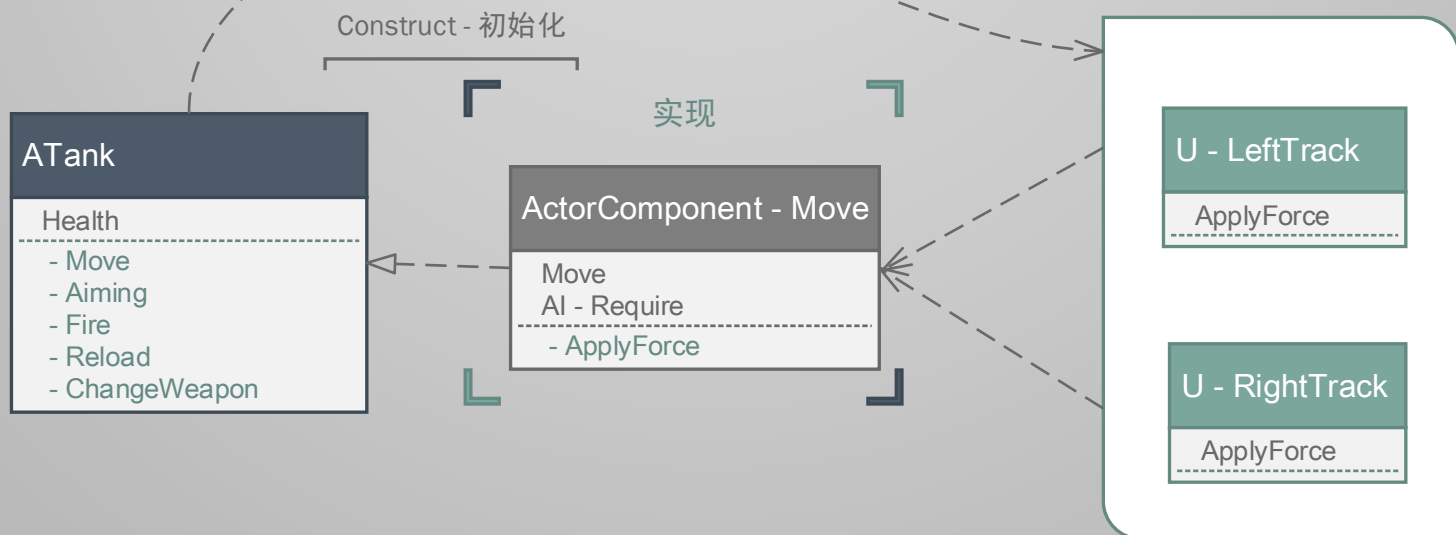 Construct - 初始化
实现
ATank
Health
- Move
- Aiming
- Fire
- Reload
- ChangeWeapon
ActorComponent - Move
Move
AI - Require
- ApplyForce
U - LeftTrack
ApplyForce
U - RightTrack
ApplyForce